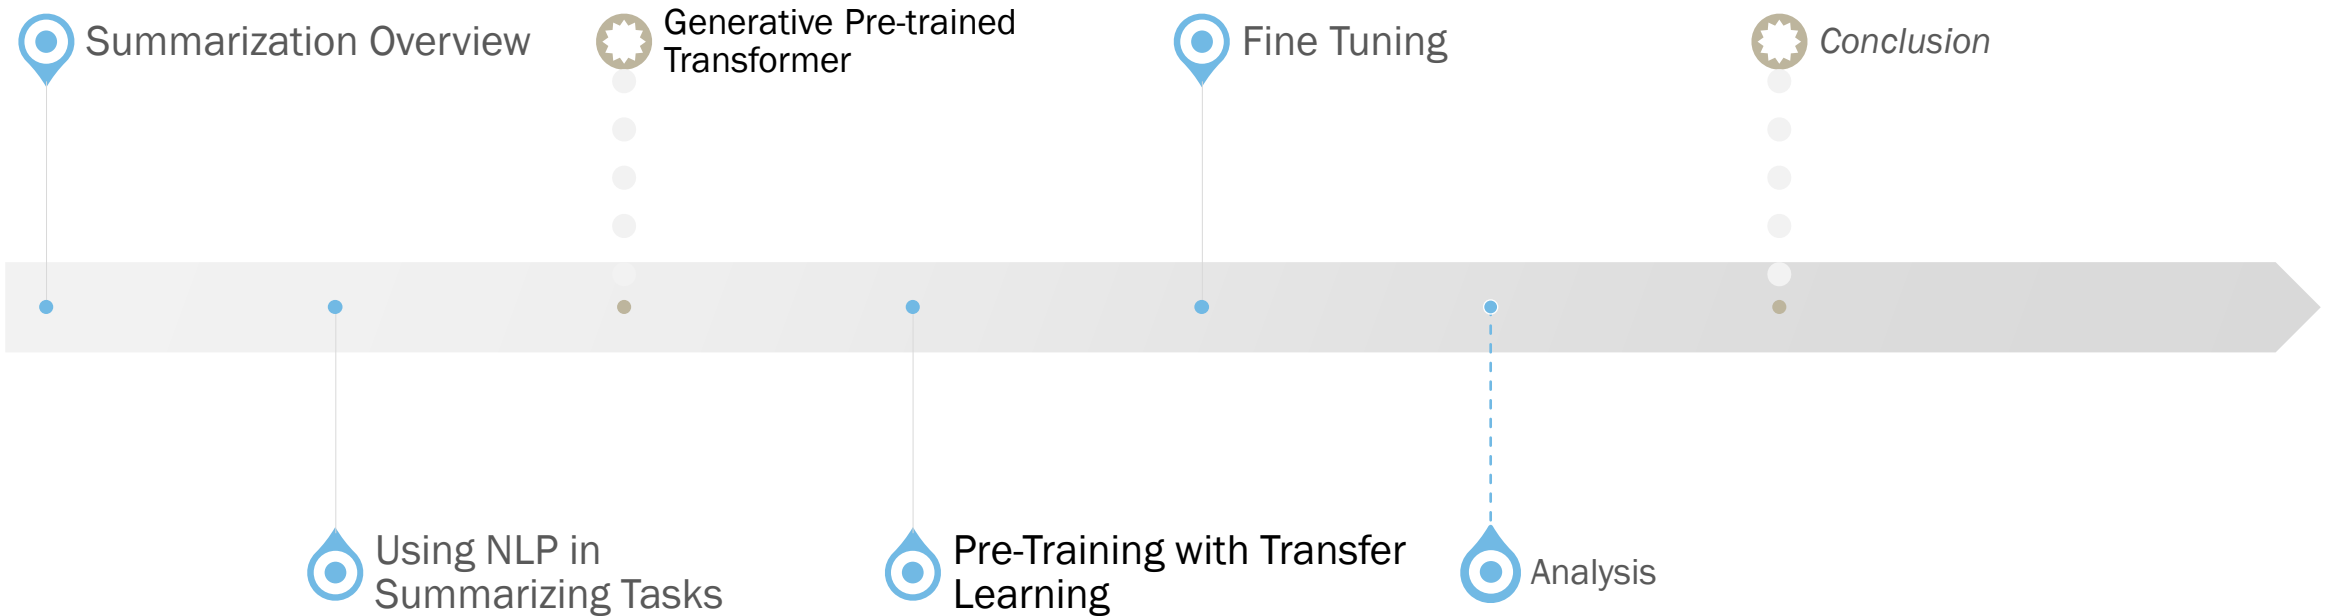 Summarization Overview
Generative Pre-trained
Transformer
Fine Tuning
Conclusion
Using NLP in
Summarizing Tasks
Pre-Training with Transfer
Learning
Analysis